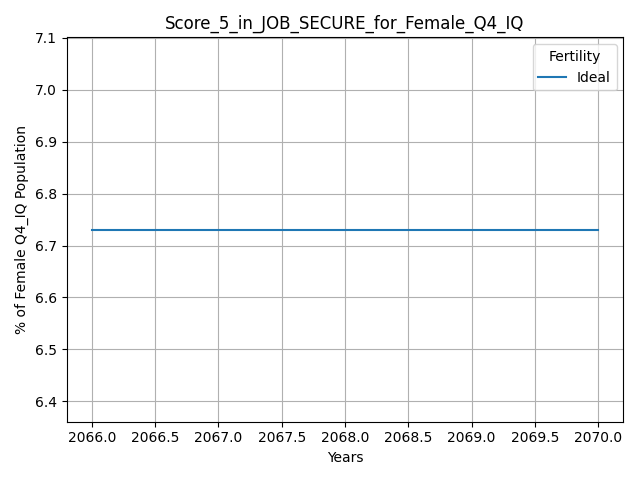 Score_5_in_JOB_SECURE_for_Female_Q4_IQ
% of Female Q4_IQ Population
7.1
7.0
6.9
6.8
6.7
6.6
6.5
6.4
Fertility
Ideal
2066.0 2066.5 2067.0 2067.5 2068.0 2068.5 2069.0 2069.5 2070.0
Years